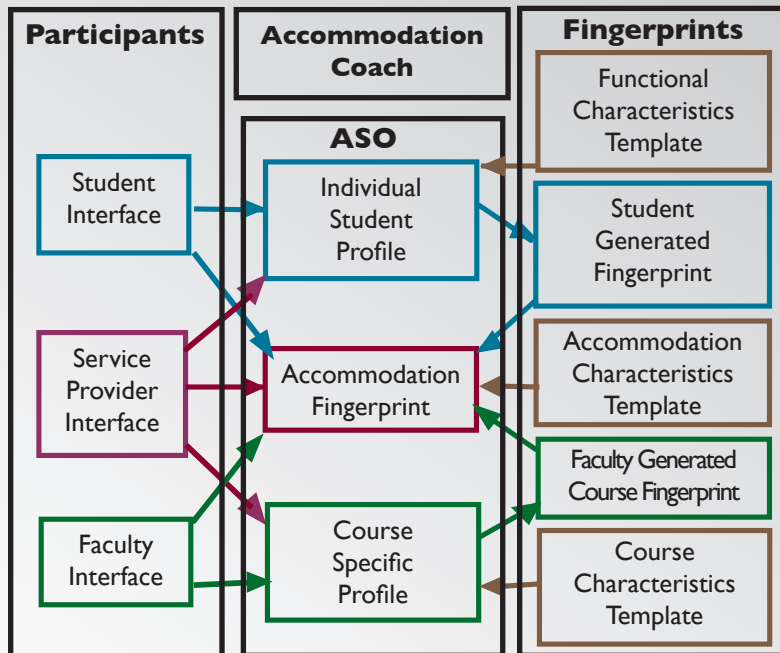 Participants
Student
Interface
Service
Provider
Interface
Faculty
Interface
Accommodation
Coach
ASO
Individual
Student
Profile
Accommodation
Fingerprint
Course
Specific
Profile
Fingerprints
Functional
Characteristics
Template
Student
Generated
Fingerprint
Accommodation
Characteristics
Template
Faculty Generated
Course Fingerprint
Course
Characteristics
Template